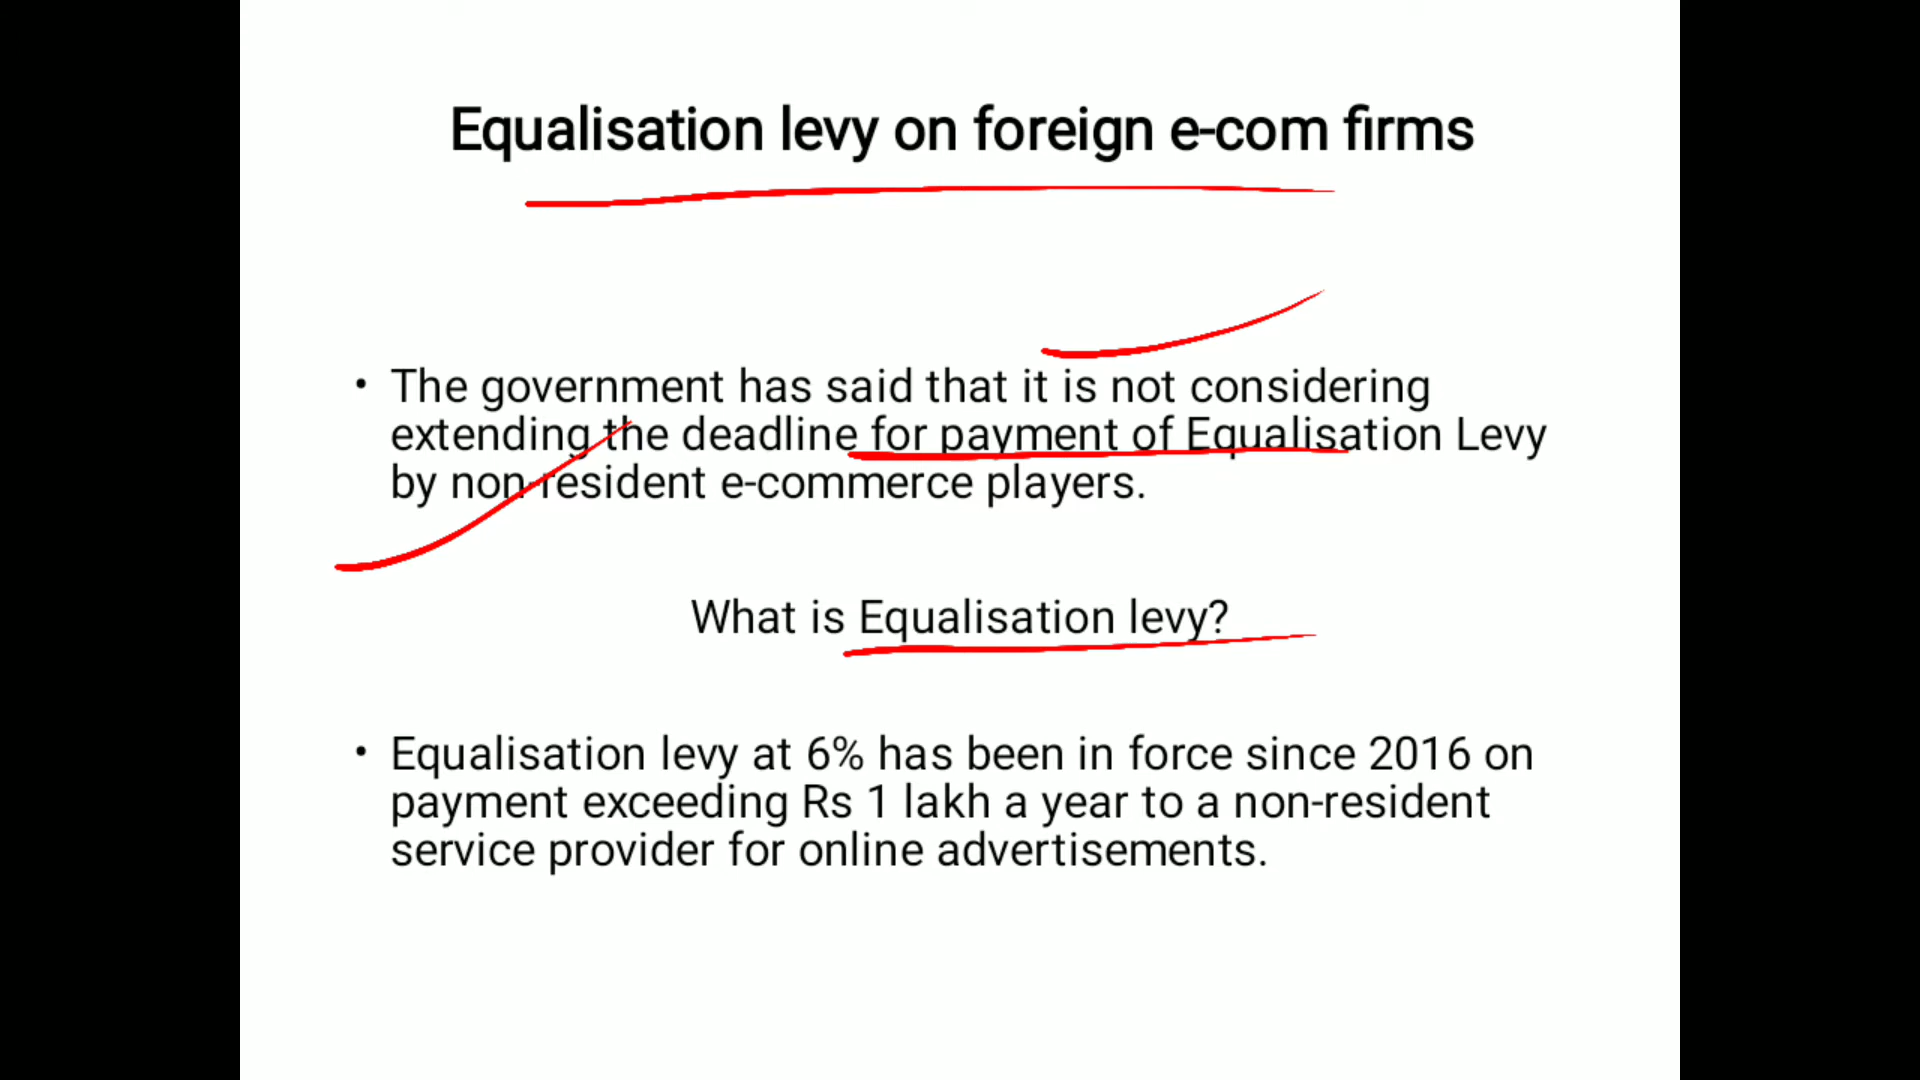 Equalisation levy on foreign e-com firms
• The government has said that it is not considering
extending the deadline for payment of Equalisation Levy
by non-resident e-commerce players.
What is Equalisation levy?
• Equalisation levy at 6% has been in force since 2016 on
payment exceeding Rs 1 lakh a year to a non-resident
service provider for online advertisements.